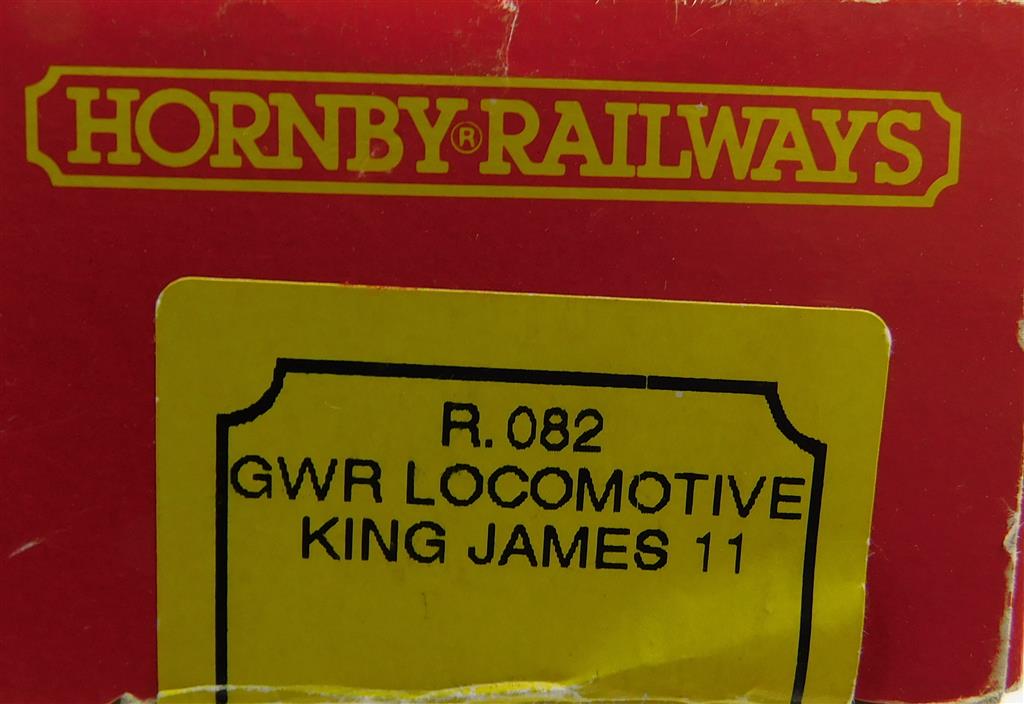 HORNBY® RAILWAYS
R. 082
GWR LOCOMOTIVE
KING JAMES 11